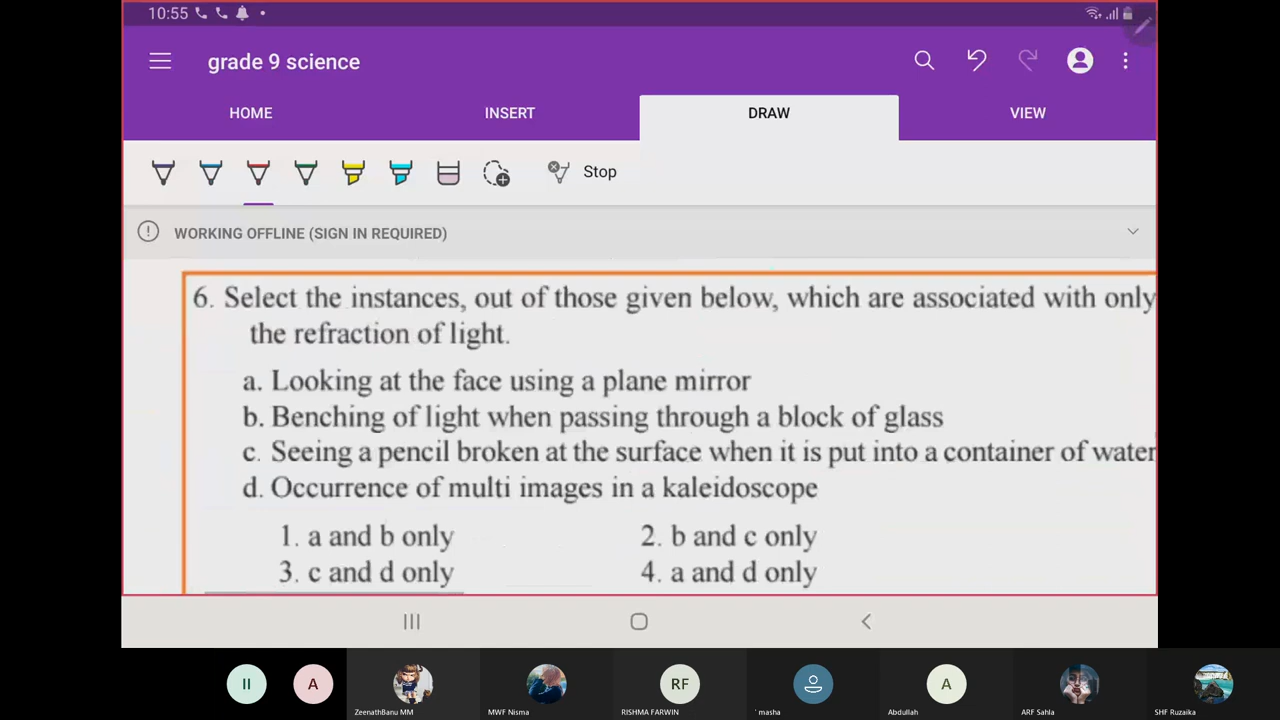 10:55
grade 9 science
HOME INSERT DRAW VIEW
Stop
WORKING OFFLINE (SIGN IN REQUIRED)
6. Select the instances, out of those given below, which are associated with only
the refraction of light.
a. Looking at the face using a plane mirror
b. Benching of light when passing through a block of glass
c. Seeing a pencil broken at the surface when it is put into a container of water
d. Occurrence of multi images in a kaleidoscope
1. a and b only 2. b and c only
3. c and d only 4. a and d only
II A RF A
ZeenathBanu MM MWF Nisma RISHMA FARWIN ' masha Abdullah ARF Sahla SHF Ruzaika